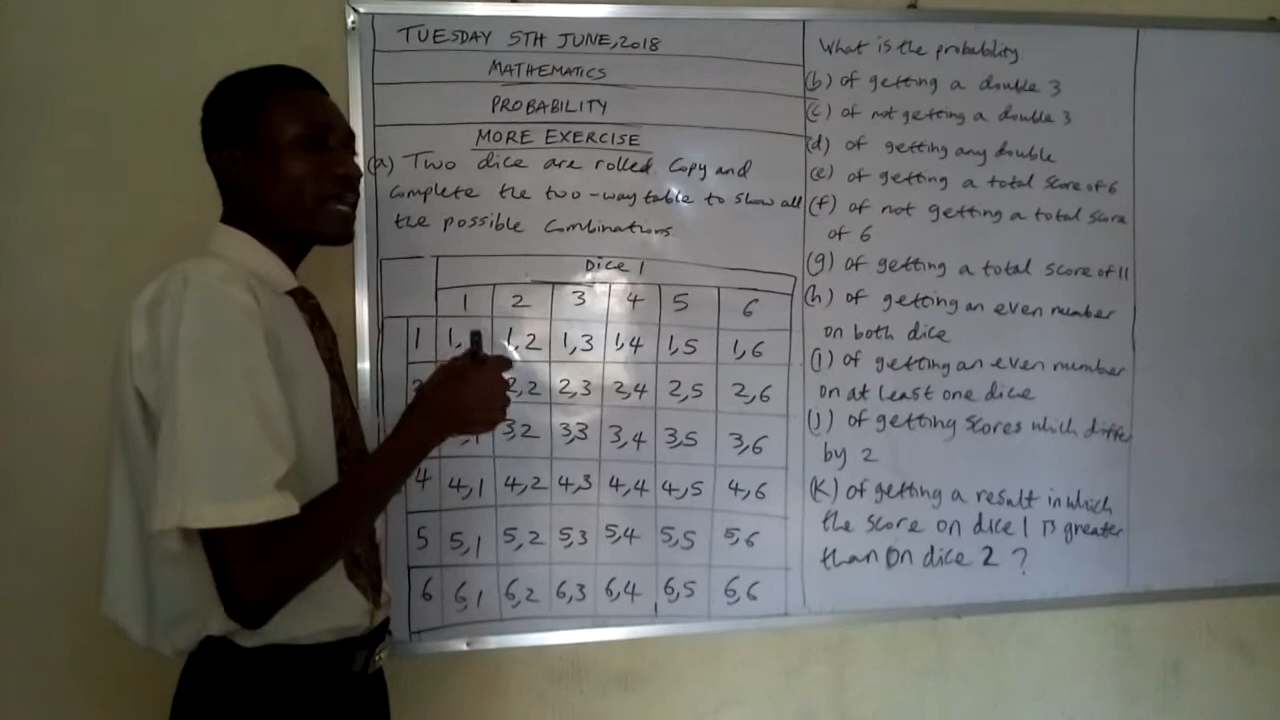 TUESDAY 5TH JUNE, 2018
MATHEMATICS
PROBABILITY
MORE EXERCISE
(a) Two dice are rolled. Copy and
complete the two-way table to show all
the possible combinations
Dice 1
1 2 3 4 5 6
1 1, 1,2 1,3 1,4 1,5 1,6
2,2 2,3 2,4 2,5 2,6
3,2 3,3 3,4 3,5 3,6
4 4,1 4,2 4,3 4,4 4,5 4,6
5 5,1 5,2 5,3 5,4 5,5 5,6
6 6,1 6,2 6,3 6,4 6,5 6,6
What is the probability
(b) of getting a double 3
(c) of not getting a double 3
(d) of getting any double
(e) of getting a total score of 6
(f) of not getting a total score
of 6
(g) of getting a total score of 11
(h) of getting an even number
on both dice
(i) of getting an even number
on at least one dice
(j) of getting scores which differ
by 2
(k) of getting a result in which
the score on dice 1 is greater
than on dice 2 ?